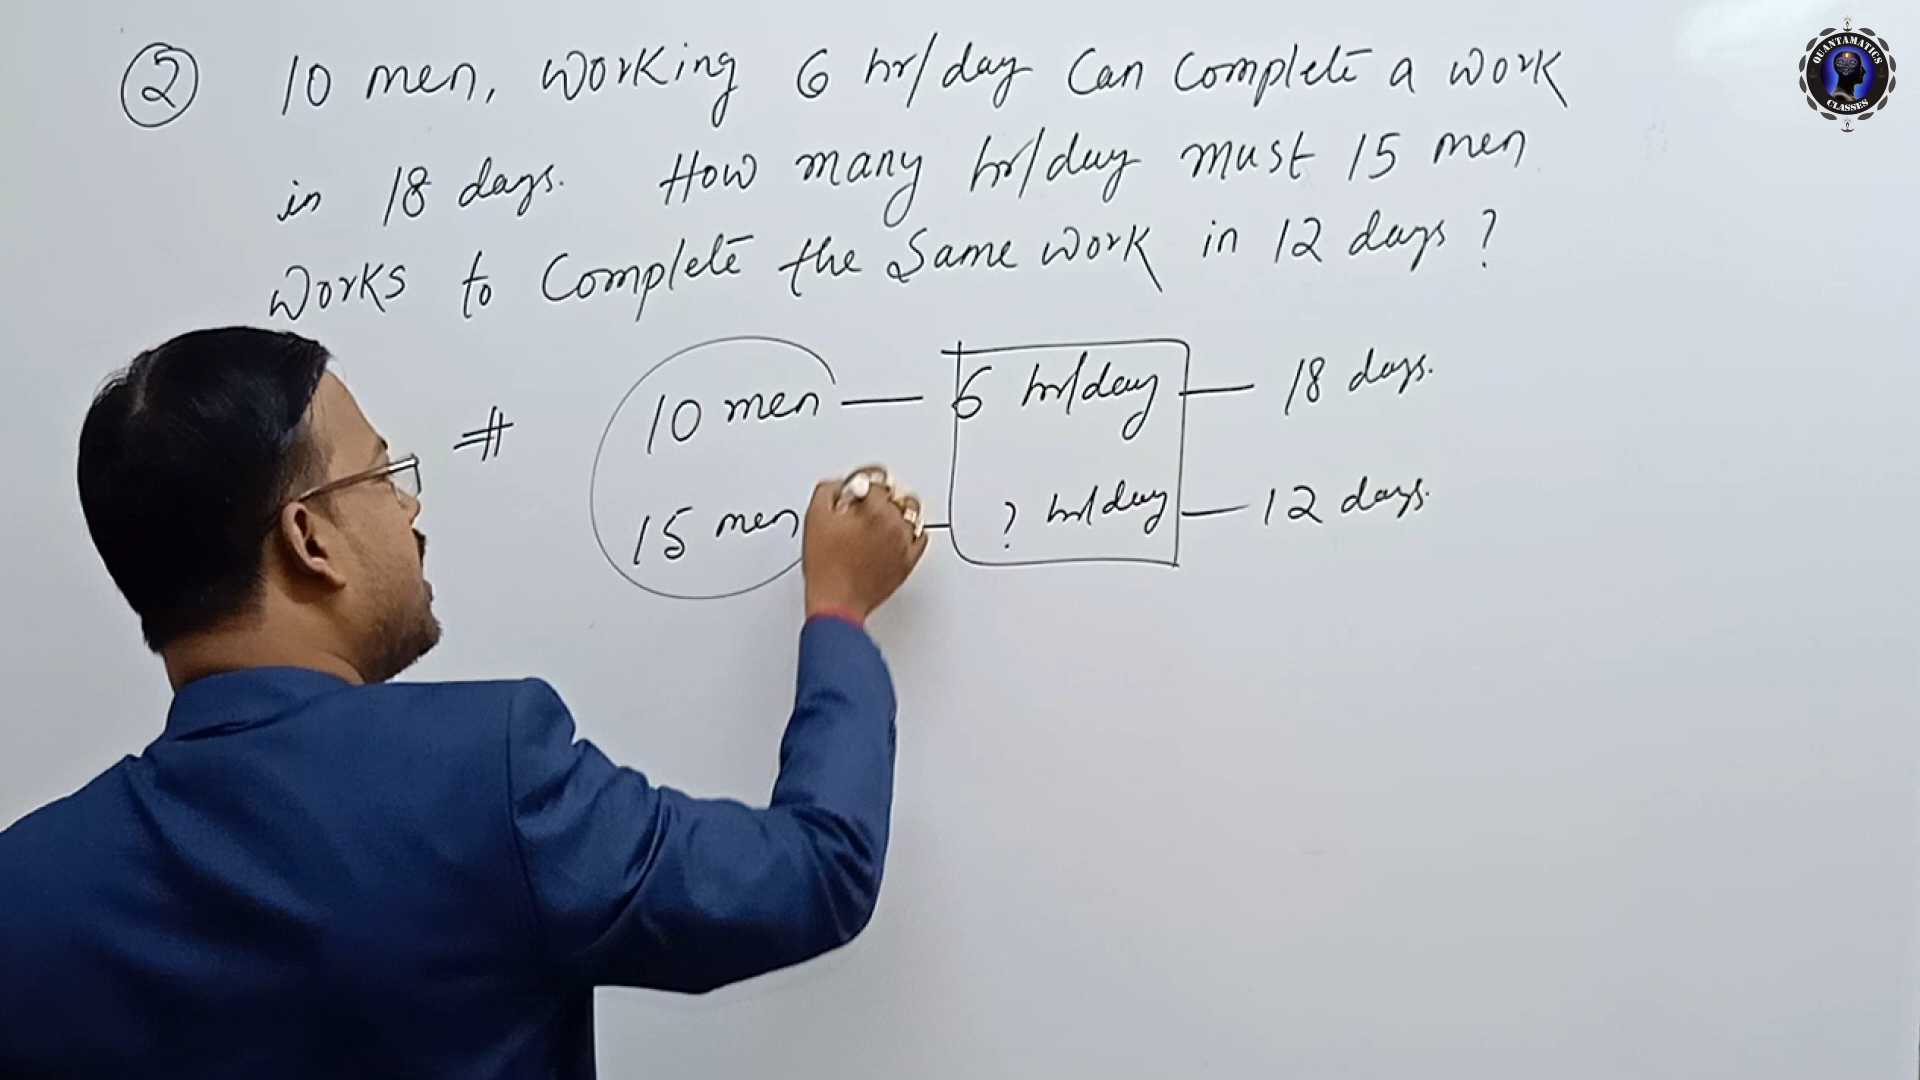 ② 10 men, working 6 hr/day can complete a work
in 18 days. How many hr/day must 15 men
works to complete the same work in 12 days?
# 10 men — 6 hr/day — 18 days.
15 men — ? hr/day — 12 days.
QUANTAMATICS
CLASSES